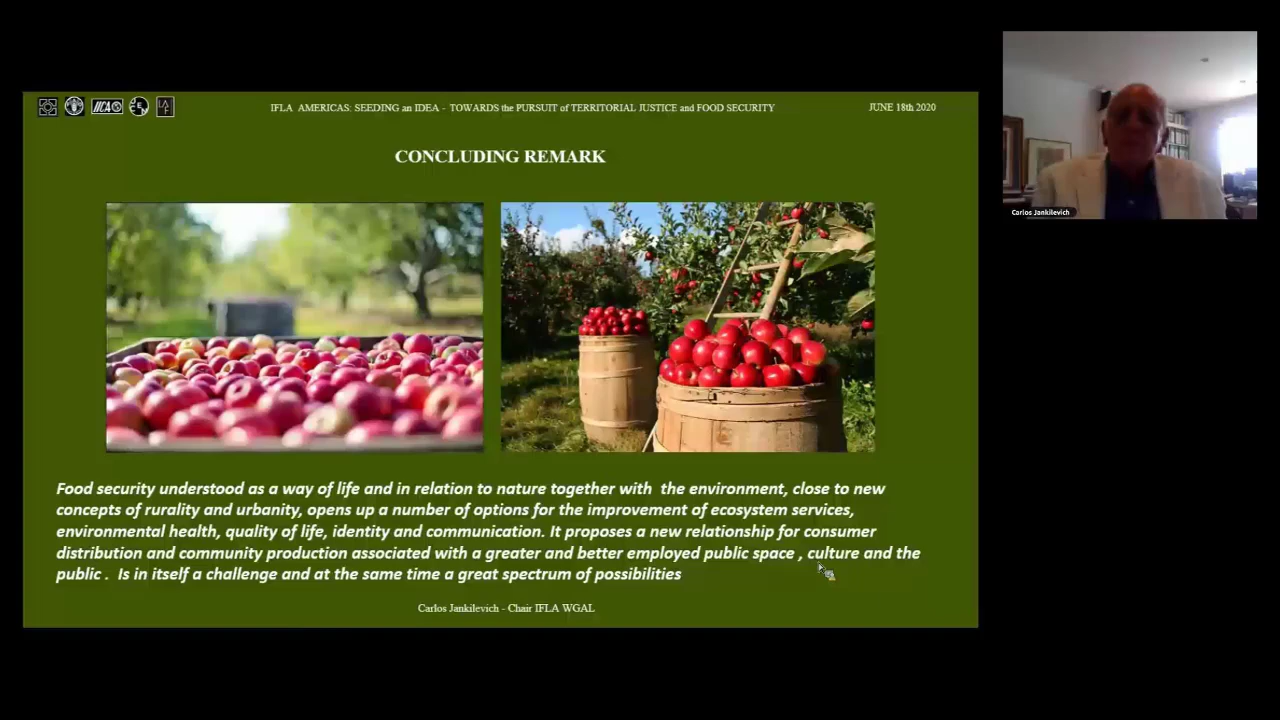 IFLA AMERICAS: SEEDING an IDEA - TOWARDS the PURSUIT of TERRITORIAL JUSTICE and FOOD SECURITY
JUNE 18th 2020
CONCLUDING REMARK
Carlos Jankilevich
Food security understood as a way of life and in relation to nature together with the environment, close to new
concepts of rurality and urbanity, opens up a number of options for the improvement of ecosystem services,
environmental health, quality of life, identity and communication. It proposes a new relationship for consumer
distribution and community production associated with a greater and better employed public space , culture and the
public . Is in itself a challenge and at the same time a great spectrum of possibilities
Carlos Jankilevich - Chair IFLA WGAL